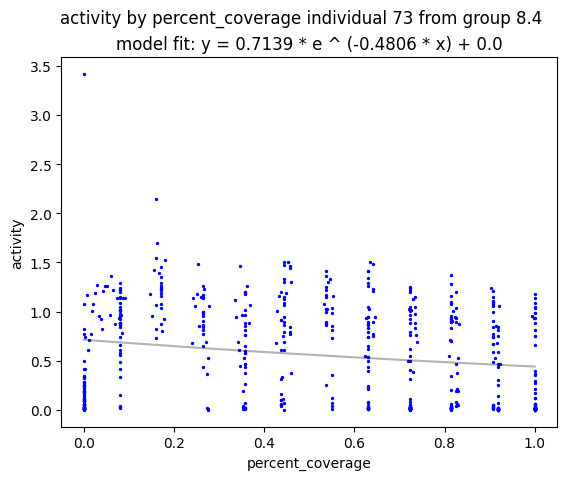 activity by percent_coverage individual 73 from group 8.4
model fit: y = 0.7139 * e ^ (-0.4806 * x) + 0.0
3.5
3.0
2.5
2.0
1.5
1.0
0.5
0.0
activity
0.0 0.2 0.4 0.6 0.8 1.0
percent_coverage